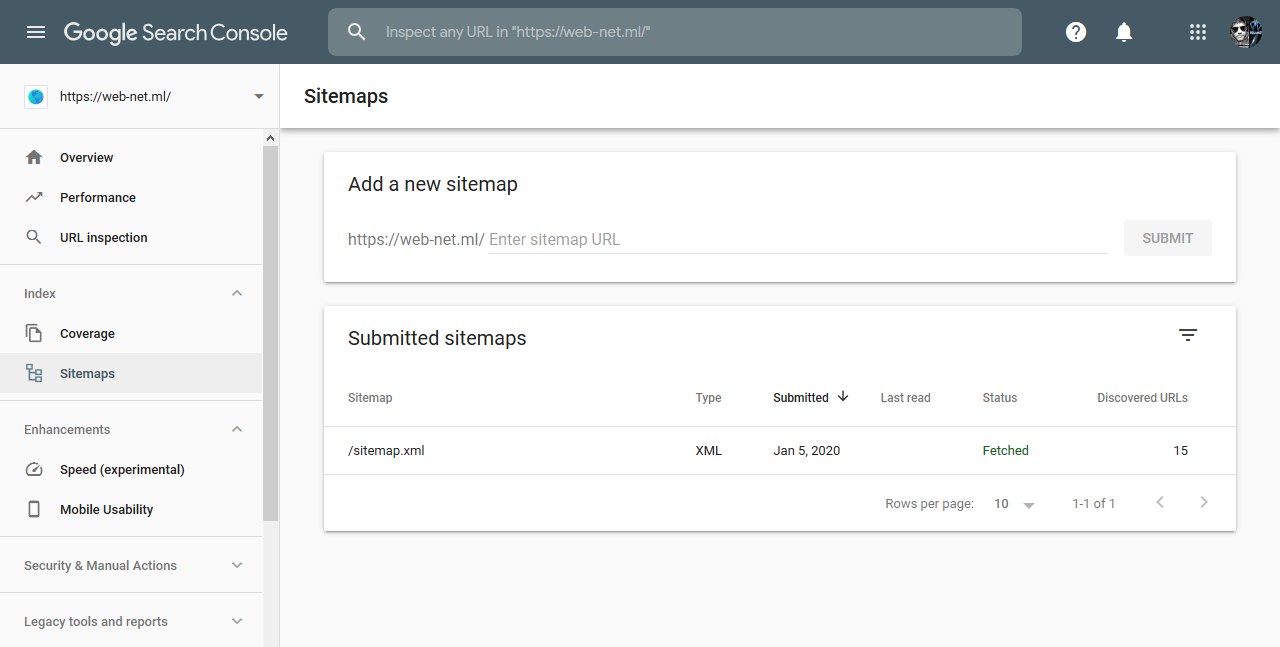 Google Search Console
Inspect any URL in "https://web-net.ml/"
https://web-net.ml/
Overview
Performance
URL inspection
Index
Coverage
Sitemaps
Enhancements
Speed (experimental)
Mobile Usability
Security & Manual Actions
Legacy tools and reports
Sitemaps
Add a new sitemap
https://web-net.ml/ Enter sitemap URL
SUBMIT
Submitted sitemaps
Sitemap Type Submitted Last read Status Discovered URLs
/sitemap.xml XML Jan 5, 2020 Fetched 15
Rows per page: 10 1-1 of 1